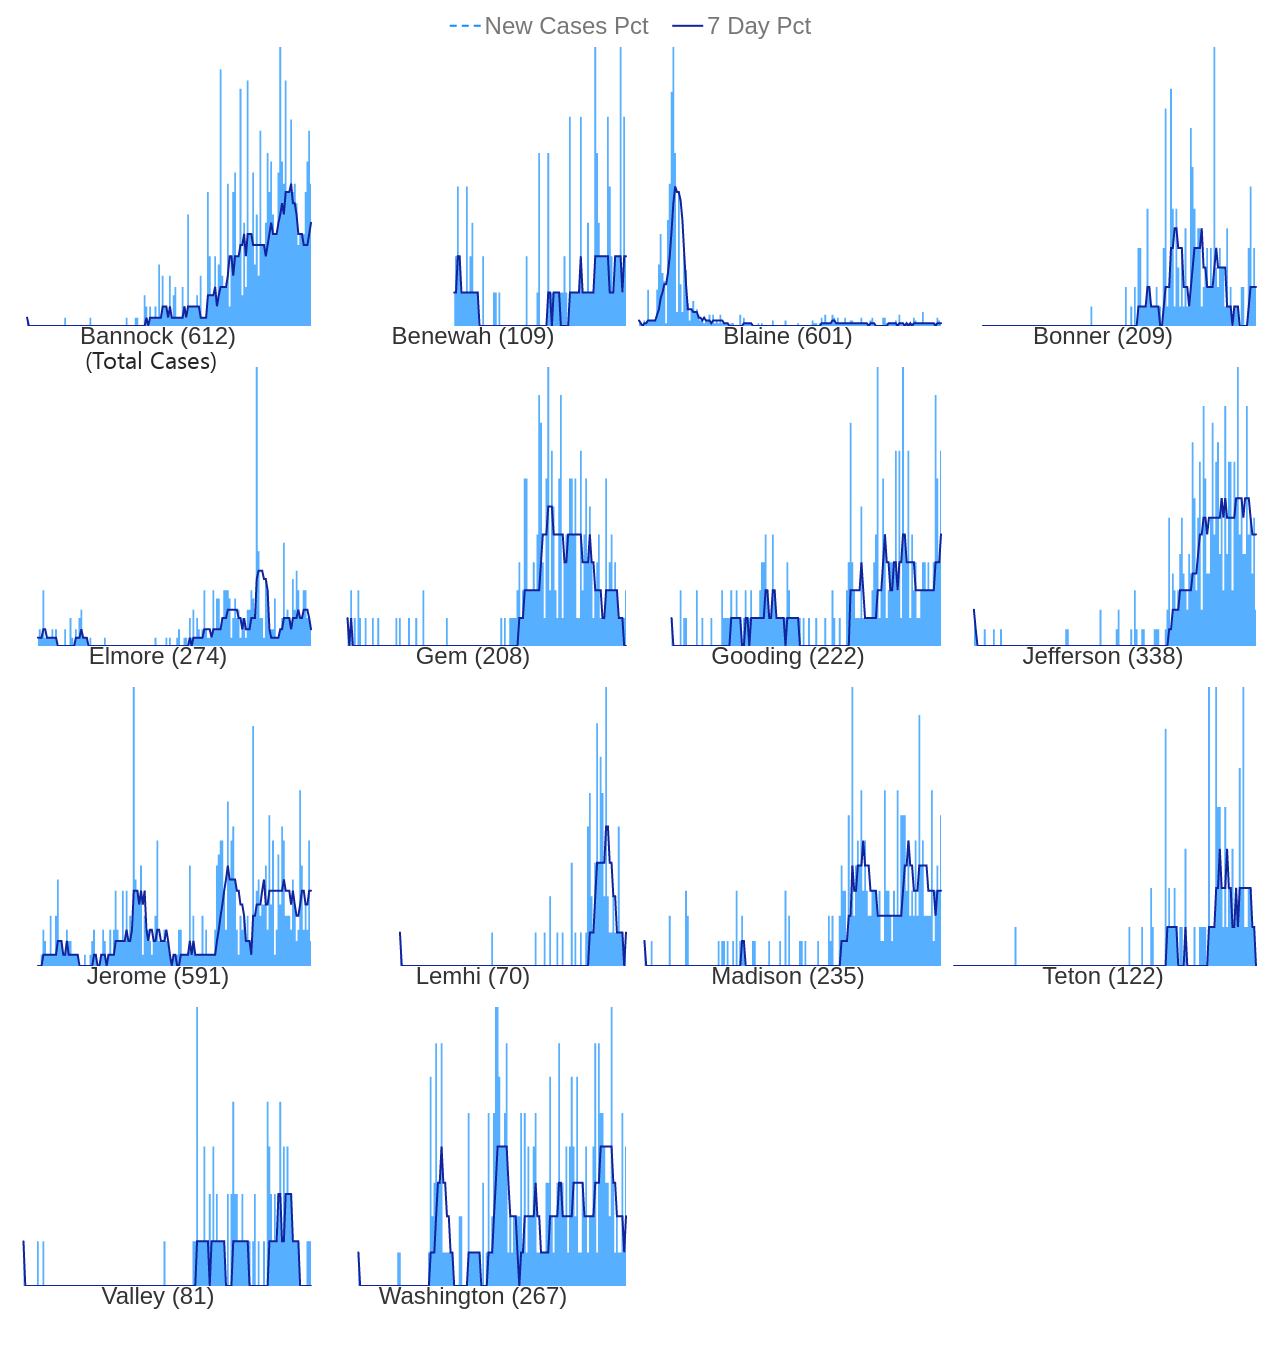 New Cases Pct 7 Day Pct
Bannock (612) Benewah (109) Blaine (601) Bonner (209)
(Total Cases)
Elmore (274) Gem (208) Gooding (222) Jefferson (338)
Jerome (591) Lemhi (70) Madison (235) Teton (122)
Valley (81) Washington (267)